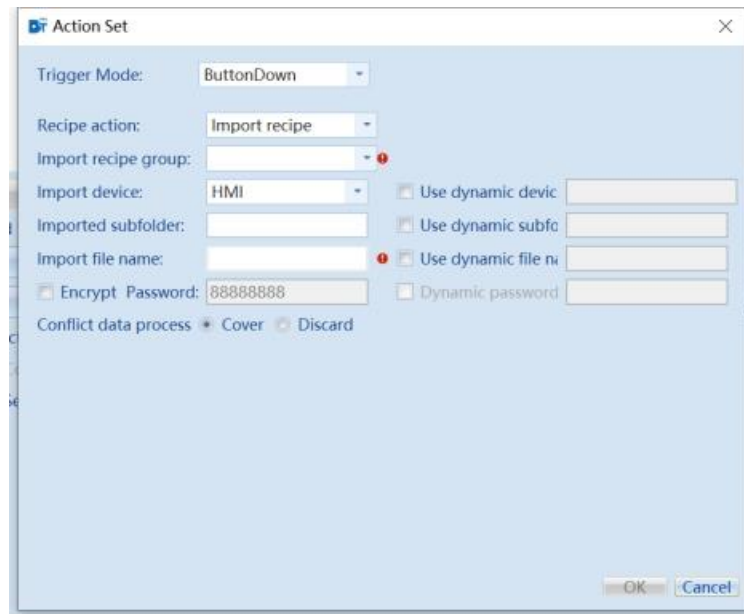 DT Action Set
Trigger Mode: ButtonDown
Recipe action: Import recipe
Import recipe group:
Import device: HMI Use dynamic devic
Imported subfolder: Use dynamic subfo
Import file name: Use dynamic file na
Encrypt Password: 88888888 Dynamic password
Conflict data process Cover Discard
OK Cancel